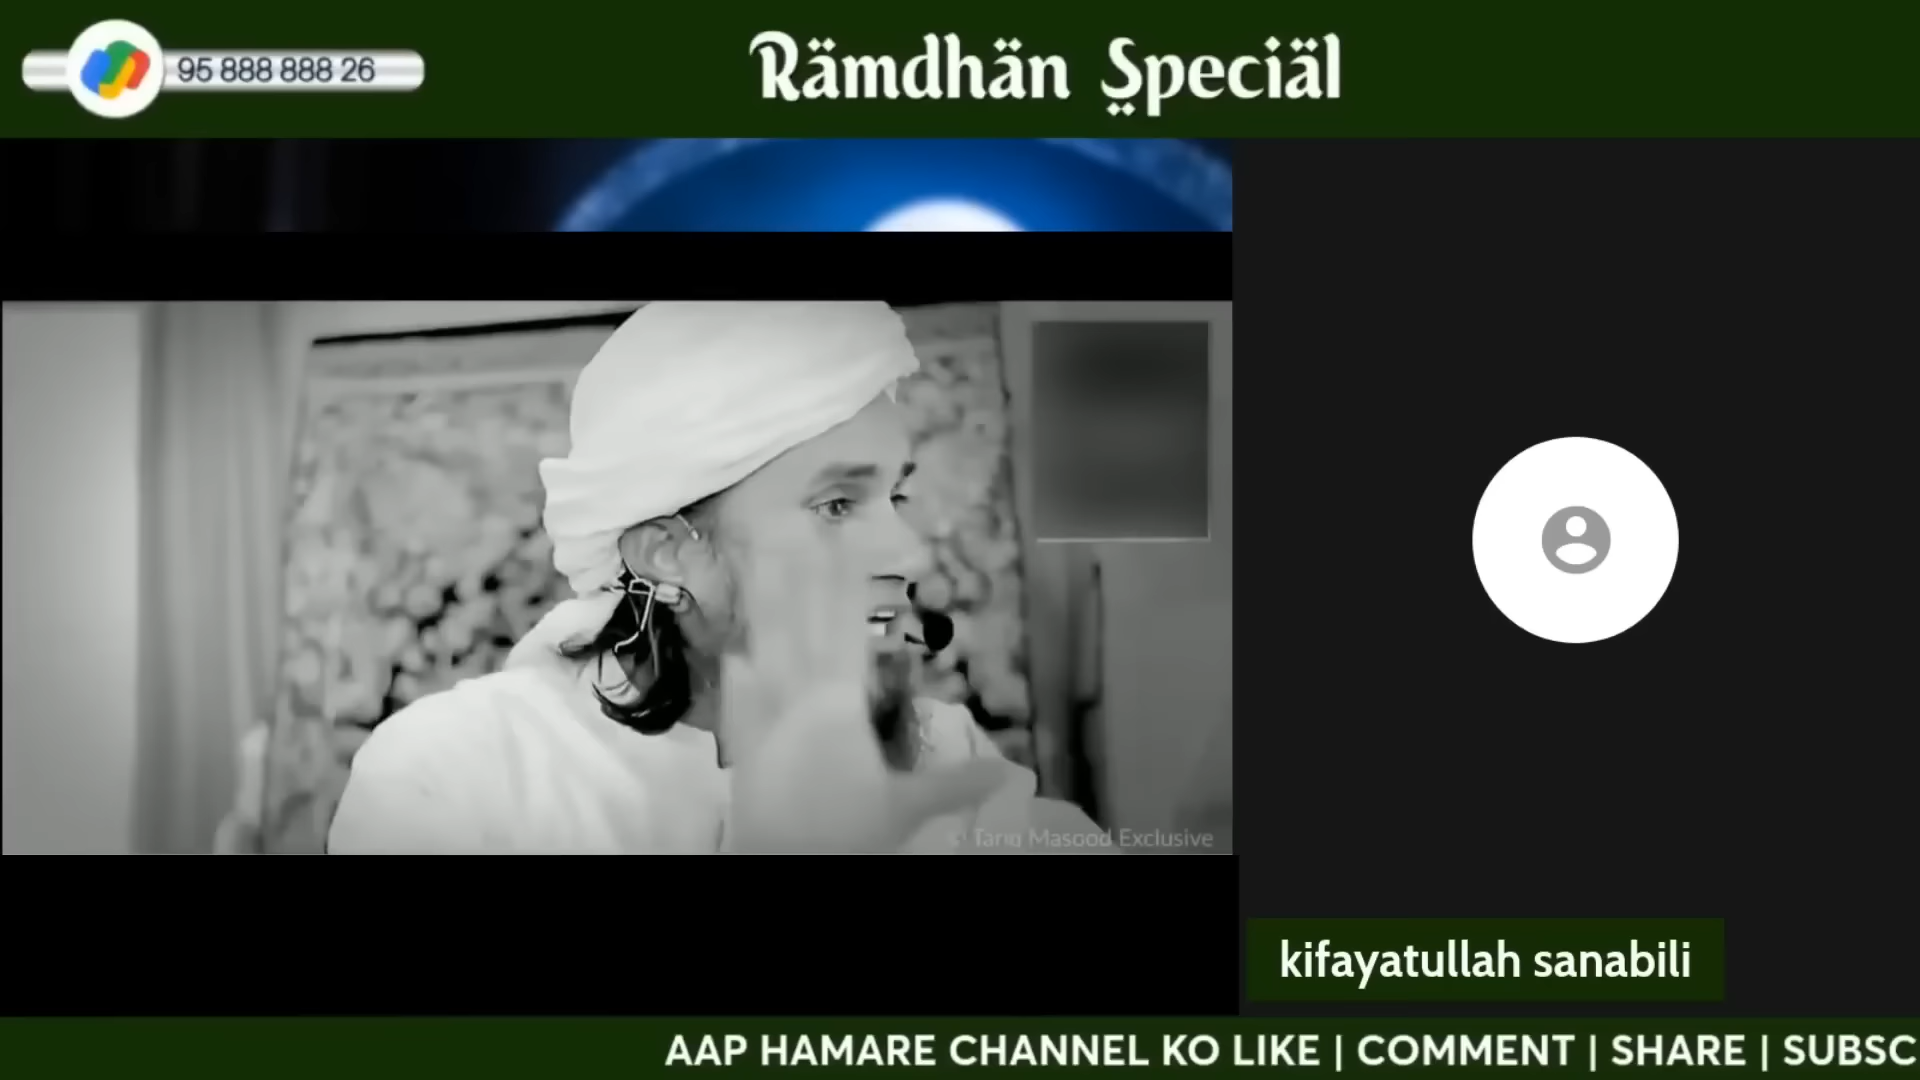 95 888 888 26
Rämdhän Speciäl
© Tariq Masood Exclusive
kifayatullah sanabili
AAP HAMARE CHANNEL KO LIKE | COMMENT | SHARE | SUBSC